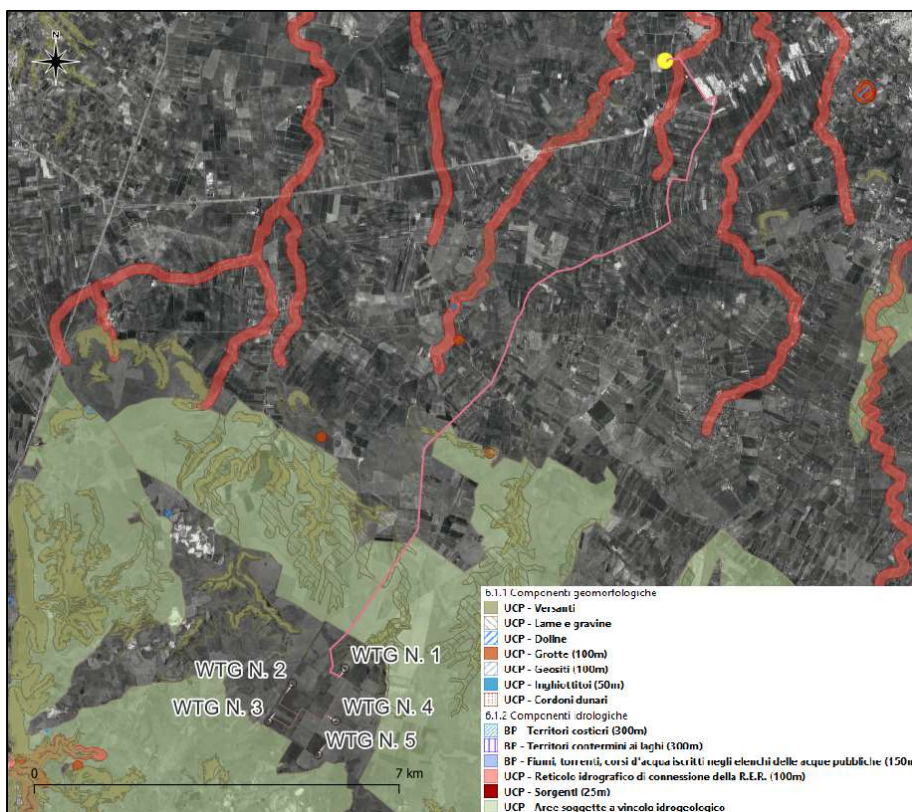 N
WTG N. 1
WTG N. 2
WTG N. 3
WTG N. 4
WTG N. 5
0
7 km
6.1.1 Componenti geomorfologiche
UCP - Versanti
UCP - Lame e gravine
UCP - Doline
UCP - Grotte (100m)
UCP - Geositi (100m)
UCP - Inghiottitoi (50m)
UCP - Cordoni dunari
6.1.2 Componenti idrologiche
BP - Territori costieri (300m)
BP - Territori contermini ai laghi (300m)
BP - Fiumi, torrenti, corsi d'acqua iscritti negli elenchi delle acque pubbliche (150m
UCP - Reticolo idrografico di connessione della R.E.R. (100m)
UCP - Sorgenti (25m)
UCP - Aree soggette a vincolo idrogeologico